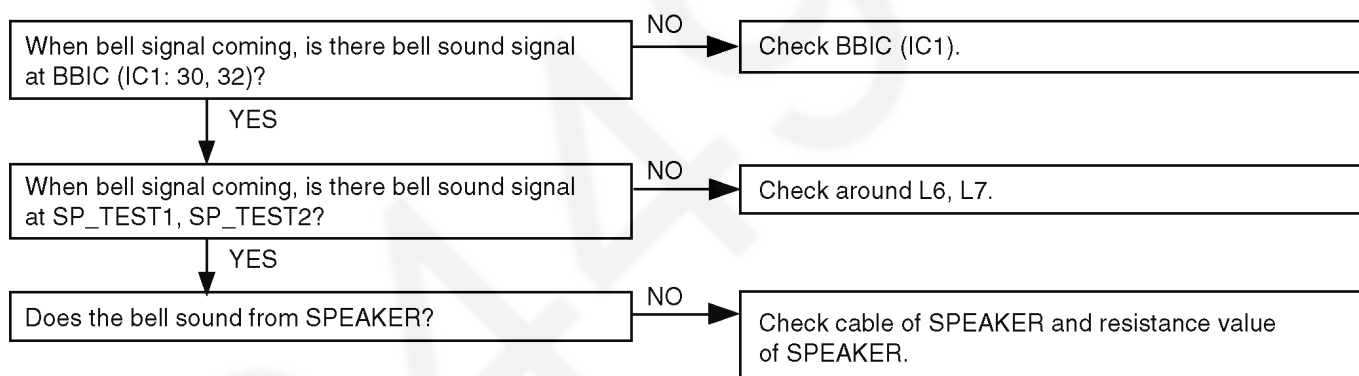 When bell signal coming, is there bell sound signal
at BBIC (IC1: 30, 32)?
NO
Check BBIC (IC1).
YES
When bell signal coming, is there bell sound signal
at SP_TEST1, SP_TEST2?
NO
Check around L6, L7.
YES
Does the bell sound from SPEAKER?
NO
Check cable of SPEAKER and resistance value
of SPEAKER.